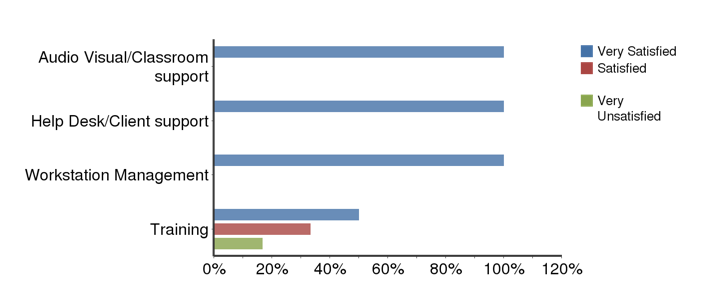 Audio Visual/Classroom
support
Help Desk/Client support
Workstation Management
Training
0%
20%
40%
60%
80%
100%
120%
Very Satisfied
Satisfied
Very
Unsatisfied